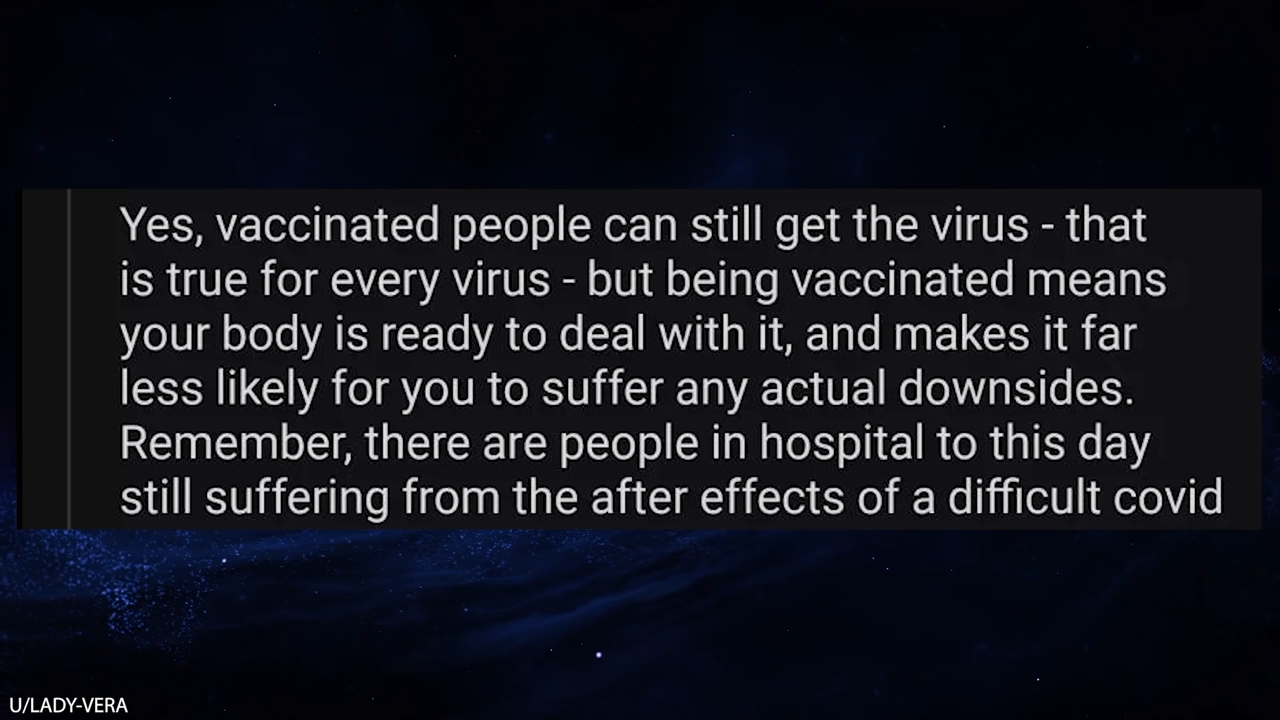 Yes, vaccinated people can still get the virus - that
is true for every virus - but being vaccinated means
your body is ready to deal with it, and makes it far
less likely for you to suffer any actual downsides.
Remember, there are people in hospital to this day
still suffering from the after effects of a difficult covid
U/LADY-VERA